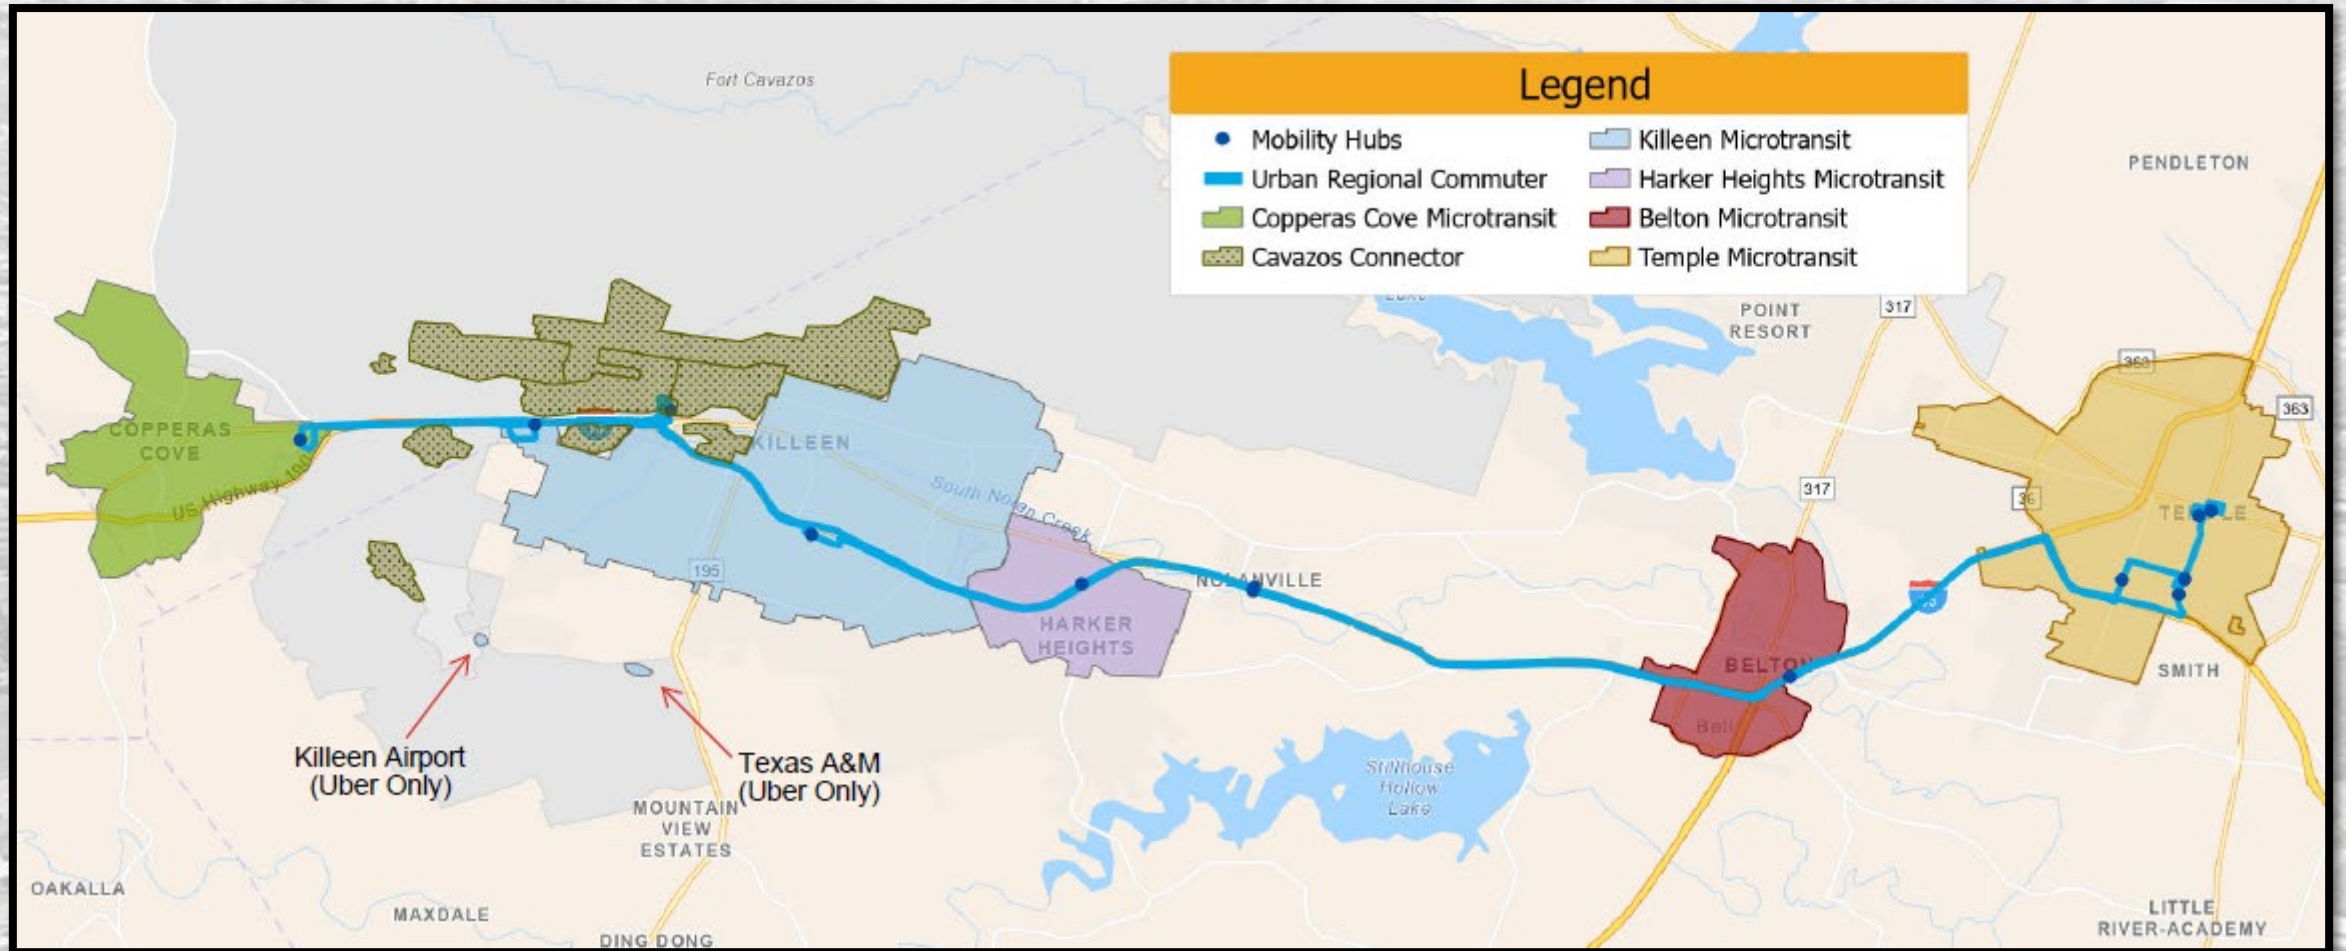 Fort Cavazos
Legend
Mobility Hubs
Urban Regional Commuter
Copperas Cove Microtransit
Cavazos Connector
Killeen Microtransit
Harker Heights Microtransit
Belton Microtransit
Temple Microtransit
PENDLETON
317
POINT
RESORT
363
363
COPPERAS
COVE
US Highway 190
KILLEEN
South Nolan Creek
317
36
TEMPLE
195
NOLANVILLE
HARKER
HEIGHTS
BELTON
SMITH
Killeen Airport
(Uber Only)
Texas A&M
(Uber Only)
Stillhouse
Hollow
Lake
MOUNTAIN
VIEW
ESTATES
OAKALLA
MAXDALE
DING DONG
LITTLE
RIVER-ACADEMY